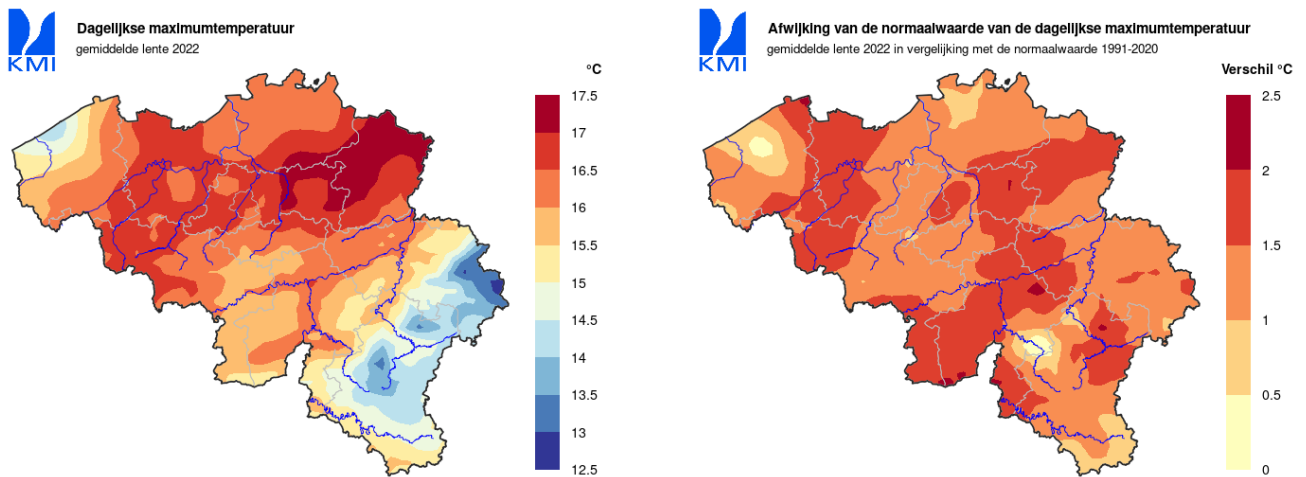 KMI
Dagelijkse maximumtemperatuur
gemiddelde lente 2022
°C
17.5
17
16.5
16
15.5
15
14.5
14
13.5
13
12.5
KMI
Afwijking van de normaalwaarde van de dagelijkse maximumtemperatuur
gemiddelde lente 2022 in vergelijking met de normaalwaarde 1991-2020
Verschil °C
2.5
2
1.5
1
0.5
0